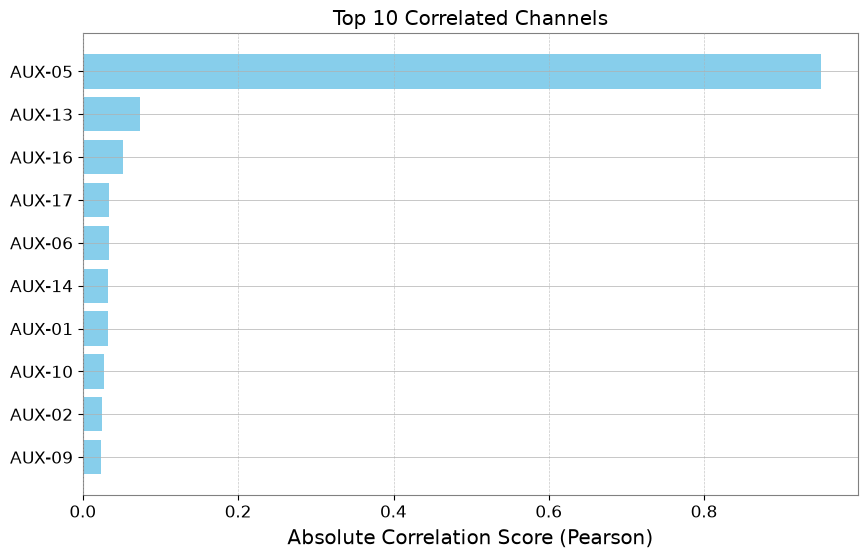 Top 10 Correlated Channels
AUX-05
AUX-13
AUX-16
AUX-17
AUX-06
AUX-14
AUX-01
AUX-10
AUX-02
AUX-09
0.0 0.2 0.4 0.6 0.8
Absolute Correlation Score (Pearson)